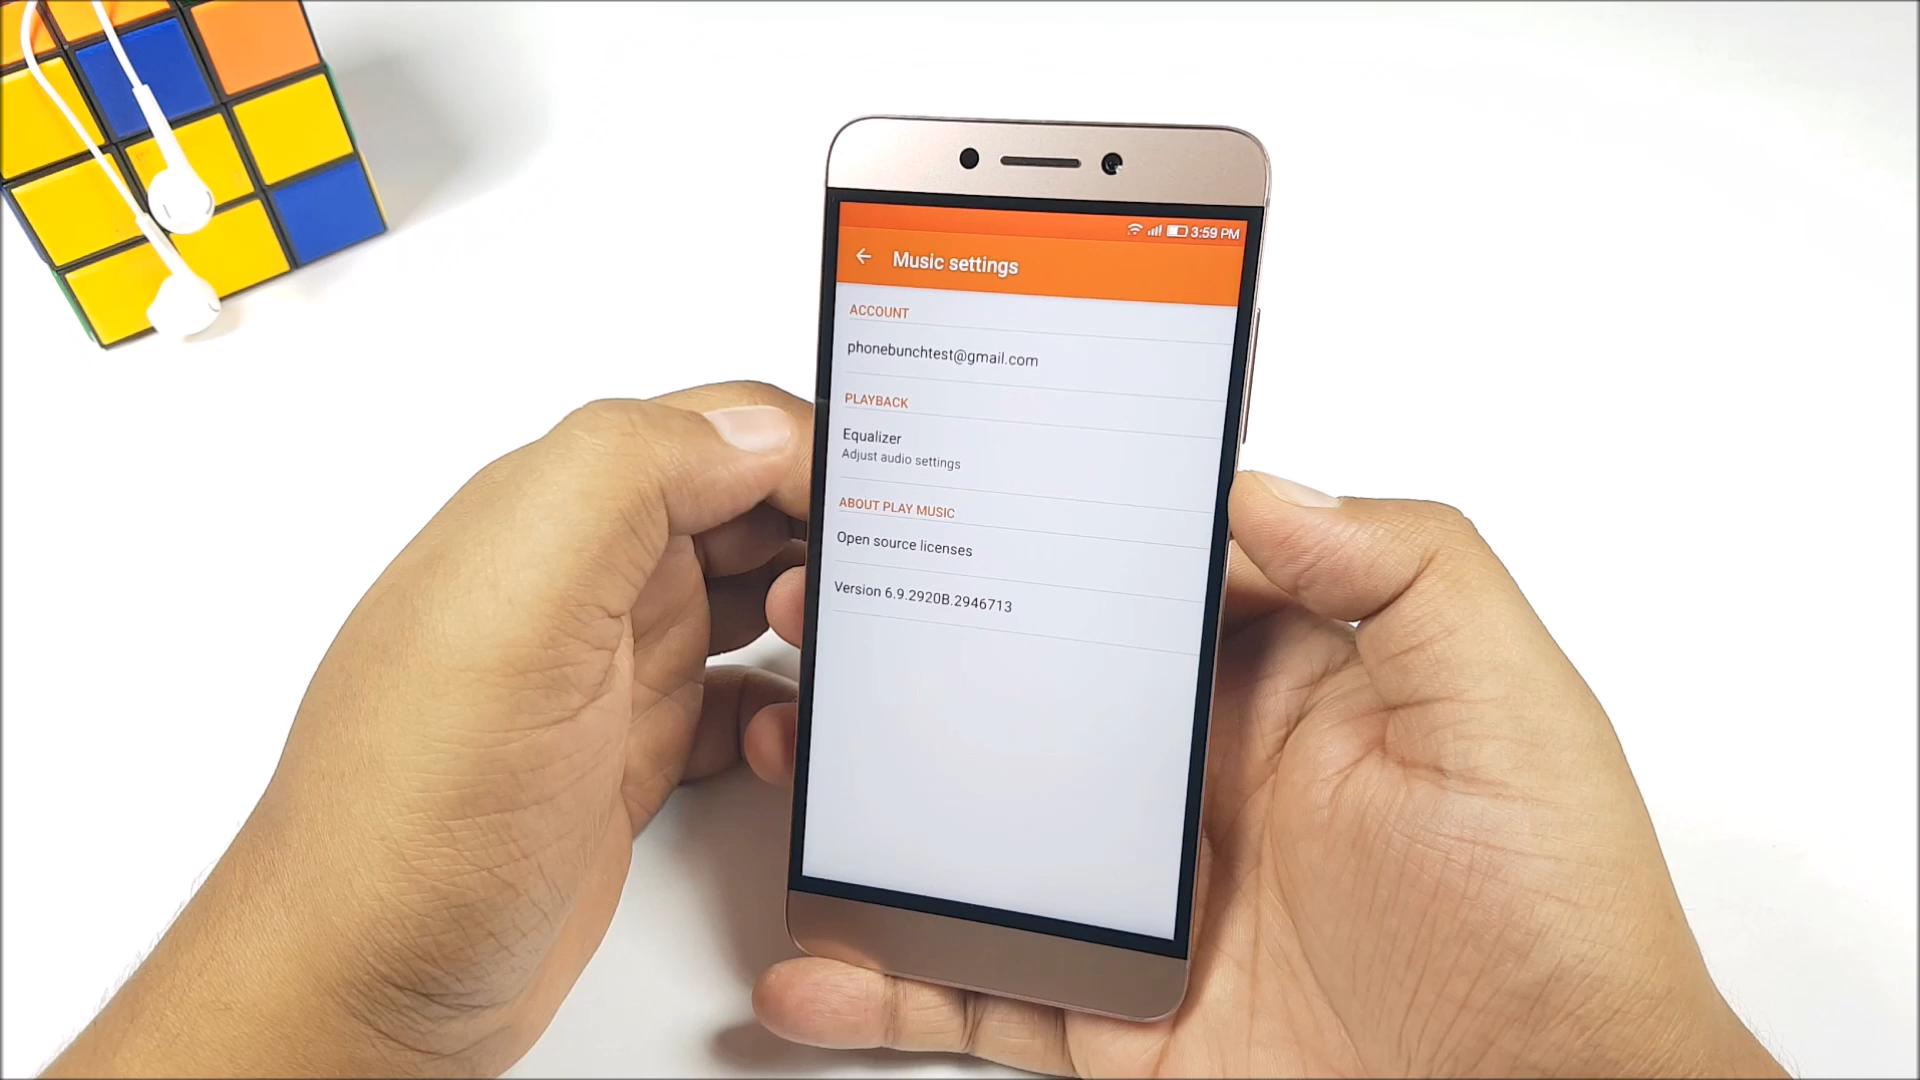 3:59 PM
Music settings
ACCOUNT
phonebunchtest@gmail.com
PLAYBACK
Equalizer
Adjust audio settings
ABOUT PLAY MUSIC
Open source licenses
Version 6.9.2920B.2946713